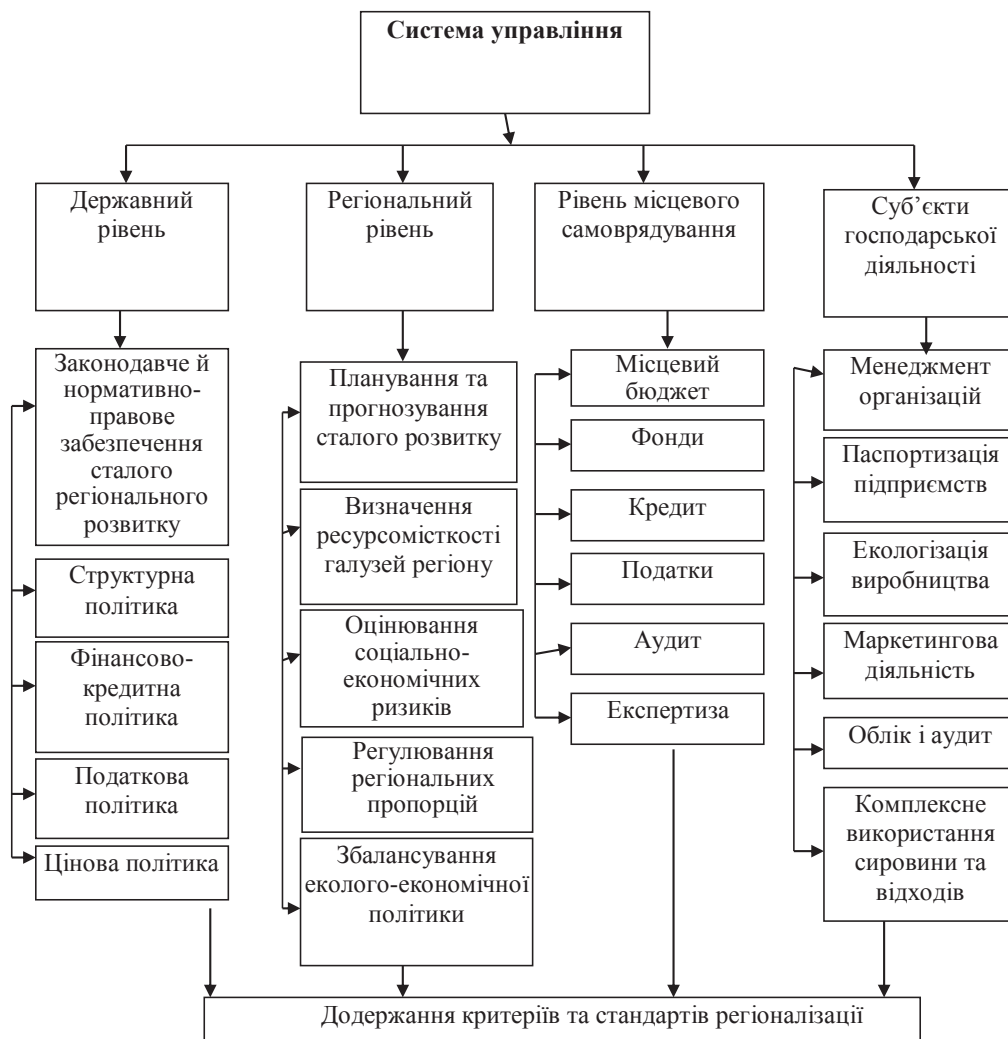 Система управління
Державний
рівень
Регіональний
рівень
Рівень місцевого
самоврядування
Суб’єкти
господарської
діяльності
Законодавче й
нормативно-
правове
забезпечення
сталого
регіонального
розвитку
Структурна
політика
Фінансово-
кредитна
політика
Податкова
політика
Цінова політика
Планування та
прогнозування
сталого розвитку
Визначення
ресурсомісткості
галузей регіону
Оцінювання
соціально-
економічних
ризиків
Регулювання
регіональних
пропорцій
Збалансування
еколого-економічної
політики
Місцевий
бюджет
Фонди
Кредит
Податки
Аудит
Експертиза
Менеджмент
організацій
Паспортизація
підприємств
Екологізація
виробництва
Маркетингова
діяльність
Облік і аудит
Комплексне
використання
сировини та
відходів
Додержання критеріїв та стандартів регіоналізації